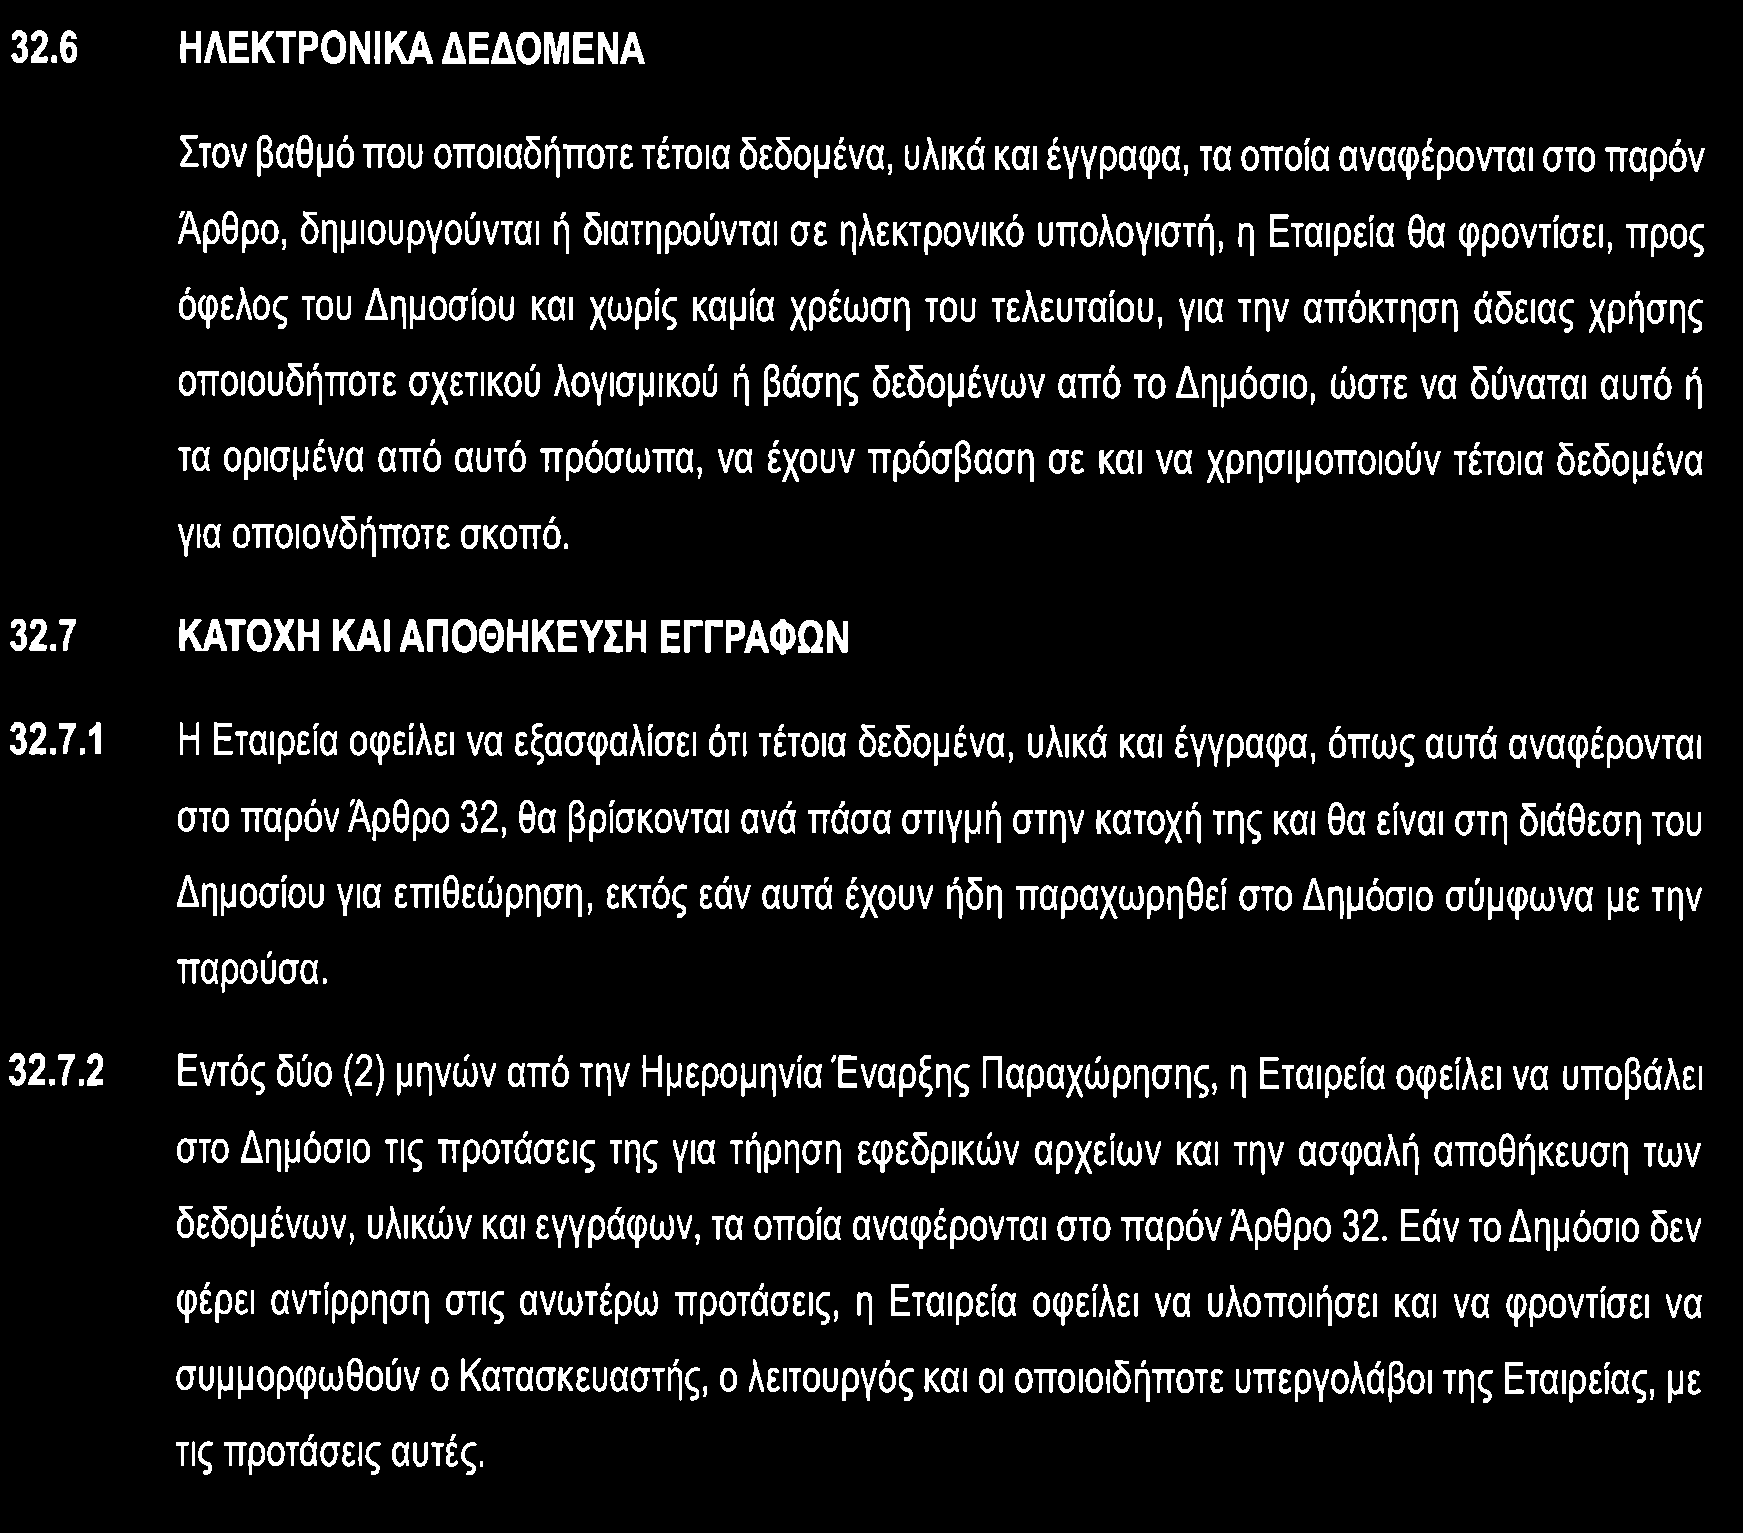 32.6 ΗΛΕΚΤΡΟΝΙΚΑ ΔΕΔΟΜΕΝΑ
Στον βαθμό που οποιαδήποτε τέτοια δεδομένα, υλικά και έγγραφα, τα οποία αναφέρονται στο παρόν
Άρθρο, δημιουργούνται ή διατηρούνται σε ηλεκτρονικό υπολογιστή, η Εταιρεία θα φροντίσει, προς
όφελος του Δημοσίου και χωρίς καμία χρέωση του τελευταίου, για την απόκτηση άδειας χρήσης
οποιουδήποτε σχετικού λογισμικού ή βάσης δεδομένων από το Δημόσιο, ώστε να δύναται αυτό ή
τα ορισμένα από αυτό πρόσωπα, να έχουν πρόσβαση σε και να χρησιμοποιούν τέτοια δεδομένα
για οποιονδήποτε σκοπό.
32.7 ΚΑΤΟΧΗ ΚΑΙ ΑΠΟΘΗΚΕΥΣΗ ΕΓΓΡΑΦΩΝ
32.7.1 Η Εταιρεία οφείλει να εξασφαλίσει ότι τέτοια δεδομένα, υλικά και έγγραφα, όπως αυτά αναφέρονται
στο παρόν Άρθρο 32, θα βρίσκονται ανά πάσα στιγμή στην κατοχή της και θα είναι στη διάθεση του
Δημοσίου για επιθεώρηση, εκτός εάν αυτά έχουν ήδη παραχωρηθεί στο Δημόσιο σύμφωνα με την
παρούσα.
32.7.2 Εντός δύο (2) μηνών από την Ημερομηνία Έναρξης Παραχώρησης, η Εταιρεία οφείλει να υποβάλει
στο Δημόσιο τις προτάσεις της για τήρηση εφεδρικών αρχείων και την ασφαλή αποθήκευση των
δεδομένων, υλικών και εγγράφων, τα οποία αναφέρονται στο παρόν Άρθρο 32. Εάν το Δημόσιο δεν
φέρει αντίρρηση στις ανωτέρω προτάσεις, η Εταιρεία οφείλει να υλοποιήσει και να φροντίσει να
συμμορφωθούν ο Κατασκευαστής, ο λειτουργός και οι οποιοιδήποτε υπεργολάβοι της Εταιρείας, με
τις προτάσεις αυτές.